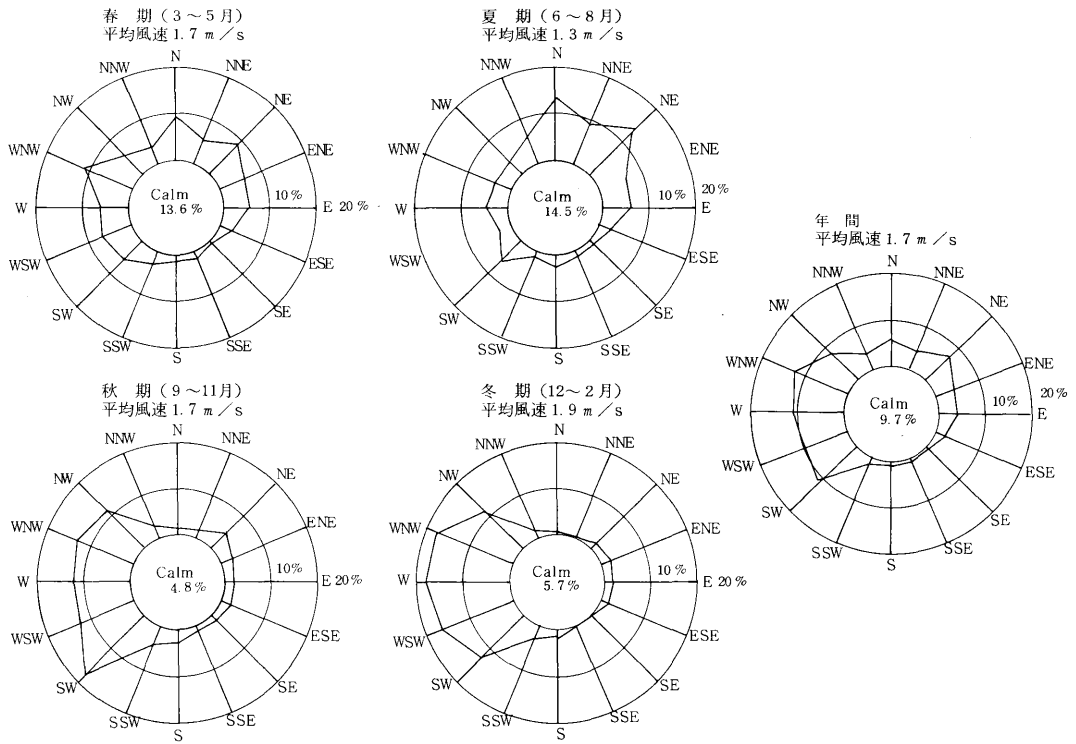 春 期 (3～5月)
平均風速 1.7 m/s
N
NNE
NE
ENE
E
ESE
SE
SSE
S
SSW
SW
WSW
W
WNW
NW
NNW
Calm
13.6%
10%
20%
夏 期 (6～8月)
平均風速 1.3 m/s
N
NNE
NE
ENE
E
ESE
SE
SSE
S
SSW
SW
WSW
W
WNW
NW
NNW
Calm
14.5%
10%
20%
年 間
平均風速 1.7 m/s
N
NNE
NE
ENE
E
ESE
SE
SSE
S
SSW
SW
WSW
W
WNW
NW
NNW
Calm
9.7%
10%
20%
秋 期 (9～11月)
平均風速 1.7 m/s
N
NNE
NE
ENE
E
ESE
SE
SSE
S
SSW
SW
WSW
W
WNW
NW
NNW
Calm
4.8%
10%
20%
冬 期 (12～2月)
平均風速 1.9 m/s
N
NNE
NE
ENE
E
ESE
SE
SSE
S
SSW
SW
WSW
W
WNW
NW
NNW
Calm
5.7%
10%
20%